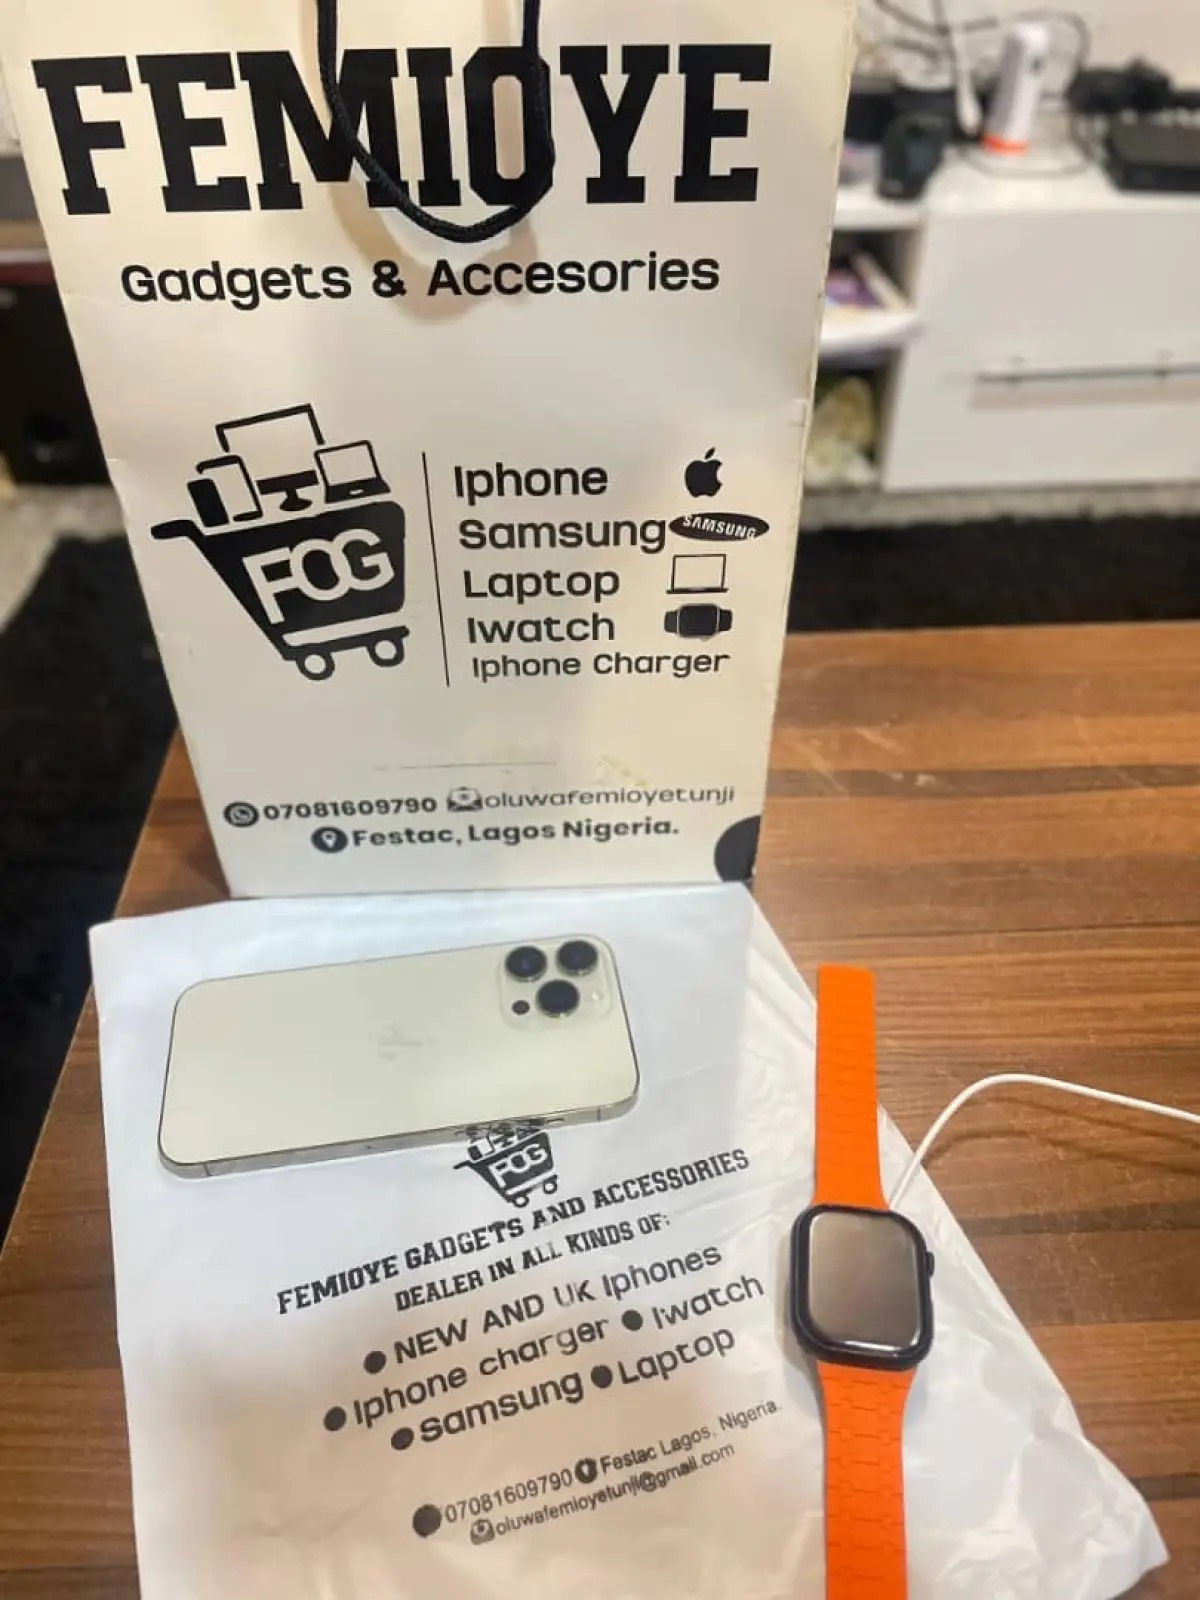 FEMIOYE
Gadgets & Accesories
FOG
Iphone
Samsung SAMSUNG
Laptop
Iwatch
Iphone Charger
07081609790 oluwafemioyetunji
Festac, Lagos Nigeria.
FOG
FEMIOYE GADGETS AND ACCESSORIES
DEALER IN ALL KINDS OF:
• NEW AND UK Iphones
• Iphone charger • Iwatch
• Samsung • Laptop
07081609790 Festac Lagos, Nigeria.
oluwafemioyetunji@gmail.com